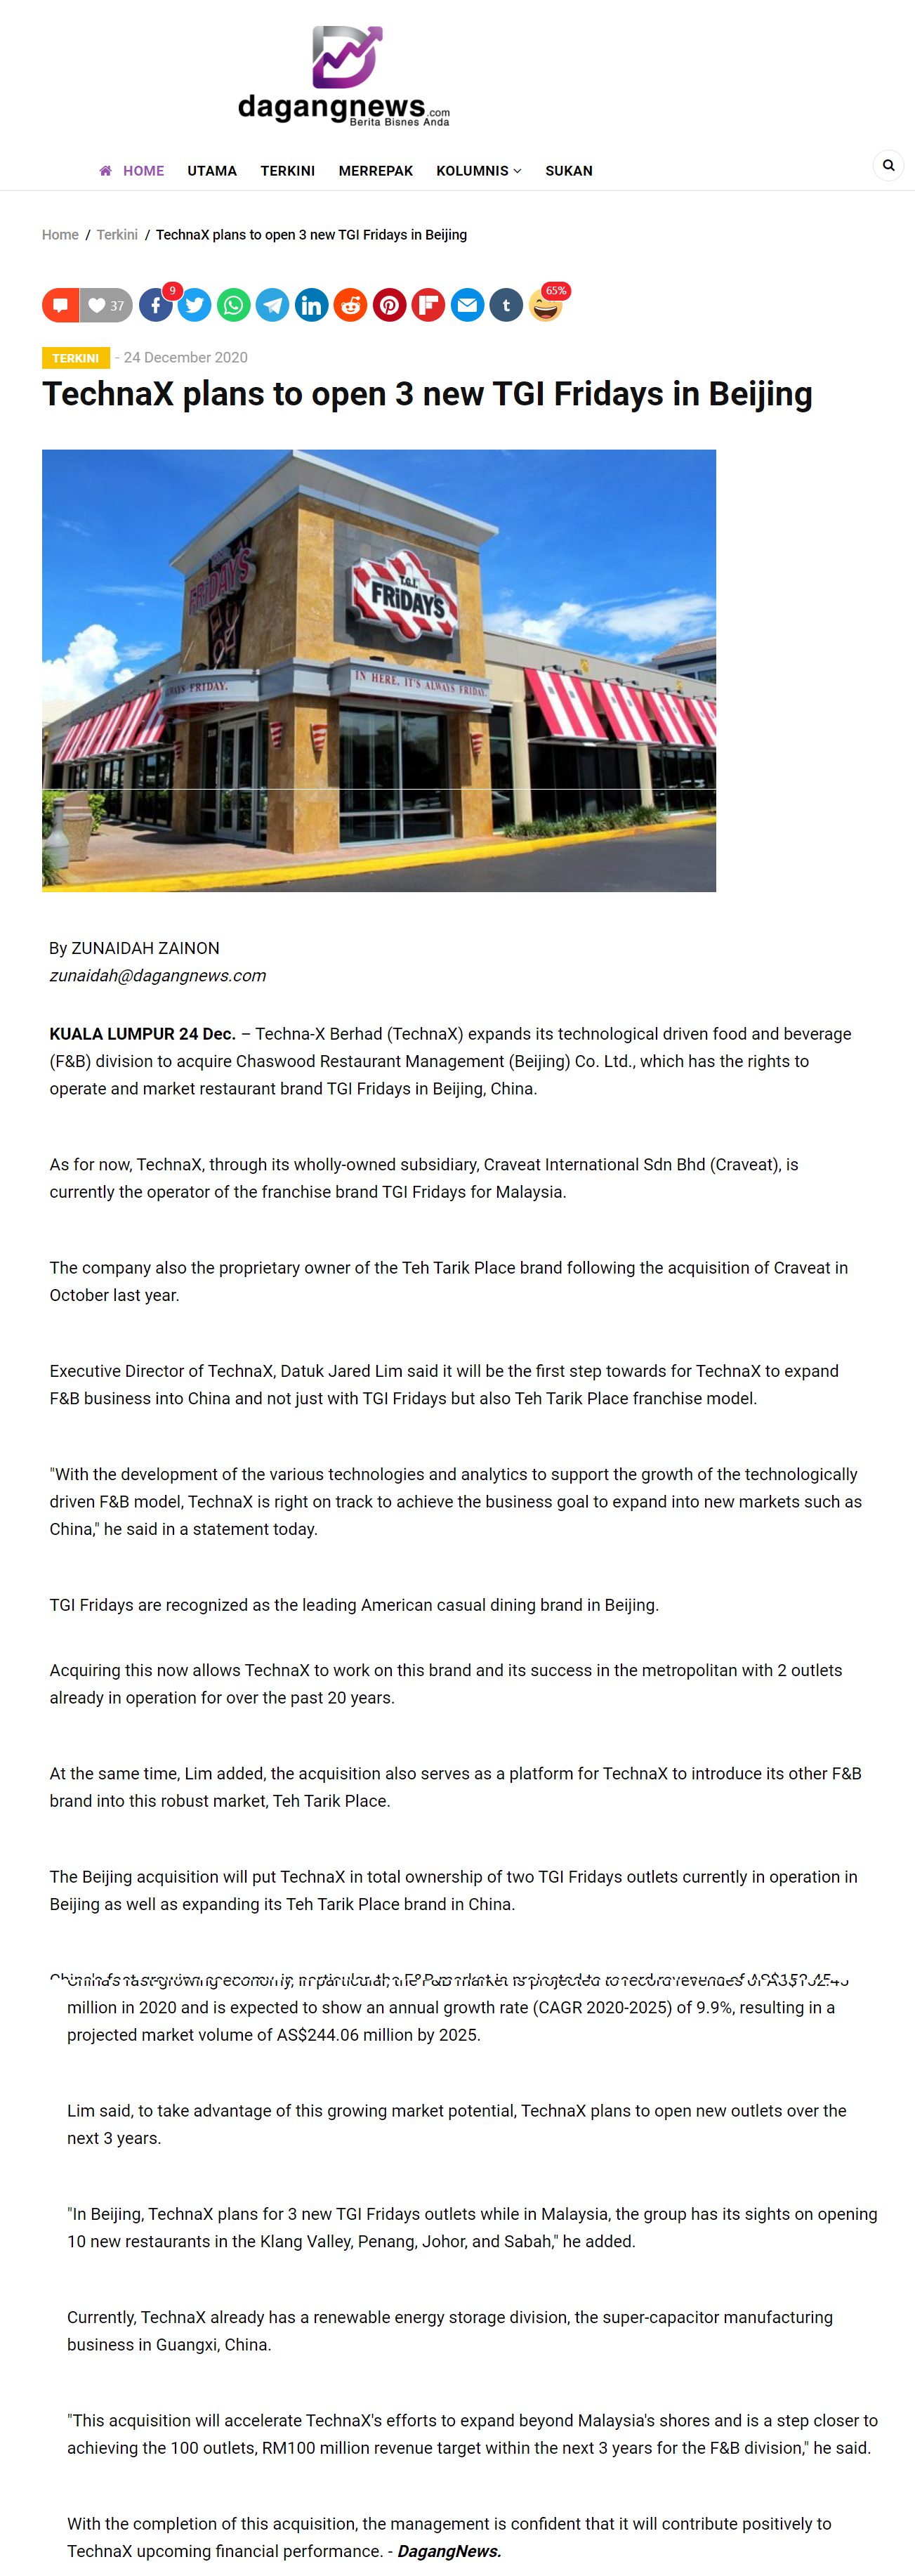 dagangnews.com
Berita Bisnes Anda
HOME UTAMA TERKINI MERREPAK KOLUMNIS SUKAN
Home / Terkini / TechnaX plans to open 3 new TGI Fridays in Beijing
37 9 65%
TERKINI - 24 December 2020
TechnaX plans to open 3 new TGI Fridays in Beijing
FRIDAYS
T.G.I.
FRIDAY'S
ALWAYS FRIDAY.
IN HERE, IT'S ALWAYS FRIDAY.
By ZUNAIDAH ZAINON
zunaidah@dagangnews.com
KUALA LUMPUR 24 Dec. – Techna-X Berhad (TechnaX) expands its technological driven food and beverage
(F&B) division to acquire Chaswood Restaurant Management (Beijing) Co. Ltd., which has the rights to
operate and market restaurant brand TGI Fridays in Beijing, China.
As for now, TechnaX, through its wholly-owned subsidiary, Craveat International Sdn Bhd (Craveat), is
currently the operator of the franchise brand TGI Fridays for Malaysia.
The company also the proprietary owner of the Teh Tarik Place brand following the acquisition of Craveat in
October last year.
Executive Director of TechnaX, Datuk Jared Lim said it will be the first step towards for TechnaX to expand
F&B business into China and not just with TGI Fridays but also Teh Tarik Place franchise model.
"With the development of the various technologies and analytics to support the growth of the technologically
driven F&B model, TechnaX is right on track to achieve the business goal to expand into new markets such as
China," he said in a statement today.
TGI Fridays are recognized as the leading American casual dining brand in Beijing.
Acquiring this now allows TechnaX to work on this brand and its success in the metropolitan with 2 outlets
already in operation for over the past 20 years.
At the same time, Lim added, the acquisition also serves as a platform for TechnaX to introduce its other F&B
brand into this robust market, Teh Tarik Place.
The Beijing acquisition will put TechnaX in total ownership of two TGI Fridays outlets currently in operation in
Beijing as well as expanding its Teh Tarik Place brand in China.
million in 2020 and is expected to show an annual growth rate (CAGR 2020-2025) of 9.9%, resulting in a
projected market volume of AS$244.06 million by 2025.
Lim said, to take advantage of this growing market potential, TechnaX plans to open new outlets over the
next 3 years.
"In Beijing, TechnaX plans for 3 new TGI Fridays outlets while in Malaysia, the group has its sights on opening
10 new restaurants in the Klang Valley, Penang, Johor, and Sabah," he added.
Currently, TechnaX already has a renewable energy storage division, the super-capacitor manufacturing
business in Guangxi, China.
"This acquisition will accelerate TechnaX's efforts to expand beyond Malaysia's shores and is a step closer to
achieving the 100 outlets, RM100 million revenue target within the next 3 years for the F&B division," he said.
With the completion of this acquisition, the management is confident that it will contribute positively to
TechnaX upcoming financial performance. - DagangNews.